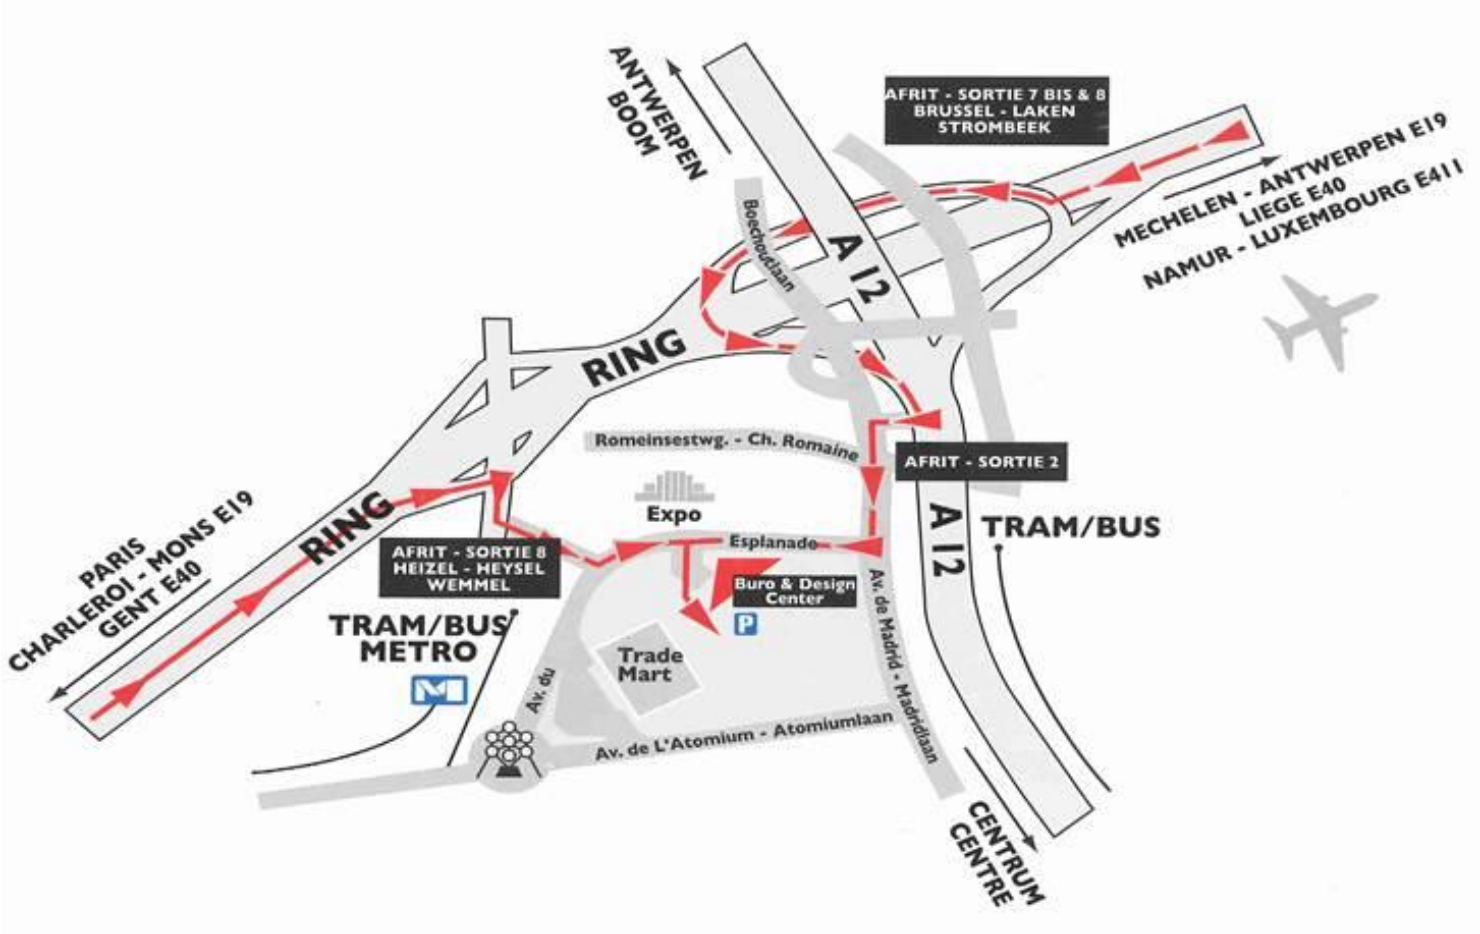 ANTWERPEN
BOOM
AFRIT - SORTIE 7 BIS & 8
BRUSSEL - LAKEN
STROMBEEK
MECHELEN - ANTWERPEN E19
LIEGE E40
NAMUR - LUXEMBOURG E411
Boechoutlaan
A 12
RING
Romeinsestwg. - Ch. Romaine
AFRIT - SORTIE 2
Expo
RING
A 12
TRAM/BUS
PARIS
CHARLEROI - MONS E19
GENT E40
AFRIT - SORTIE 8
HEIZEL - HEYSEL
WEMMEL
Esplanade
Buro & Design
Center
P
TRAM/BUS
METRO
M
Trade
Mart
Av. du
Av. de Madrid - Madridlaan
Av. de L'Atomium - Atomiumlaan
CENTRUM
CENTRE